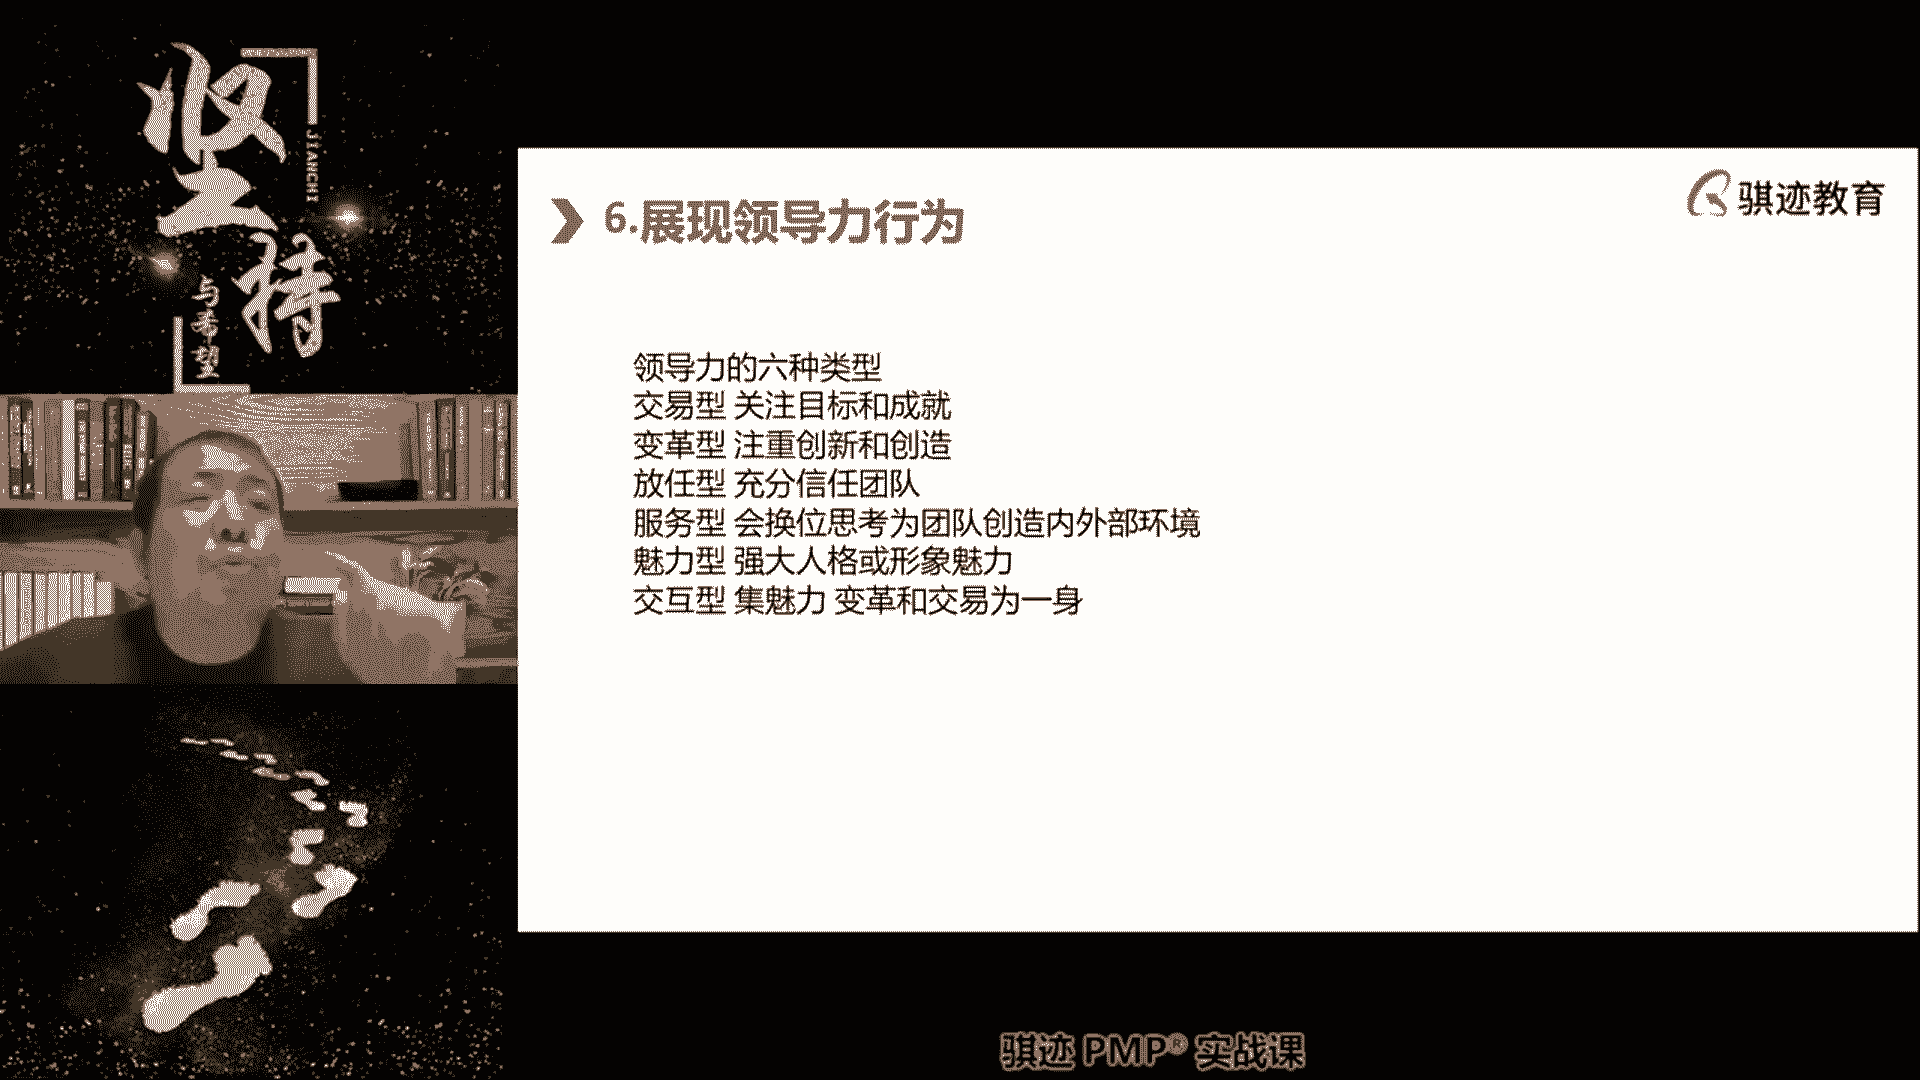 坚持
JIANCHI
与希望
骐迹教育
6.展现领导力行为
领导力的六种类型
交易型 关注目标和成就
变革型 注重创新和创造
放任型 充分信任团队
服务型 会换位思考为团队创造内外部环境
魅力型 强大人格或形象魅力
交互型 集魅力 变革和交易为一身
骐迹 PMP® 实战课